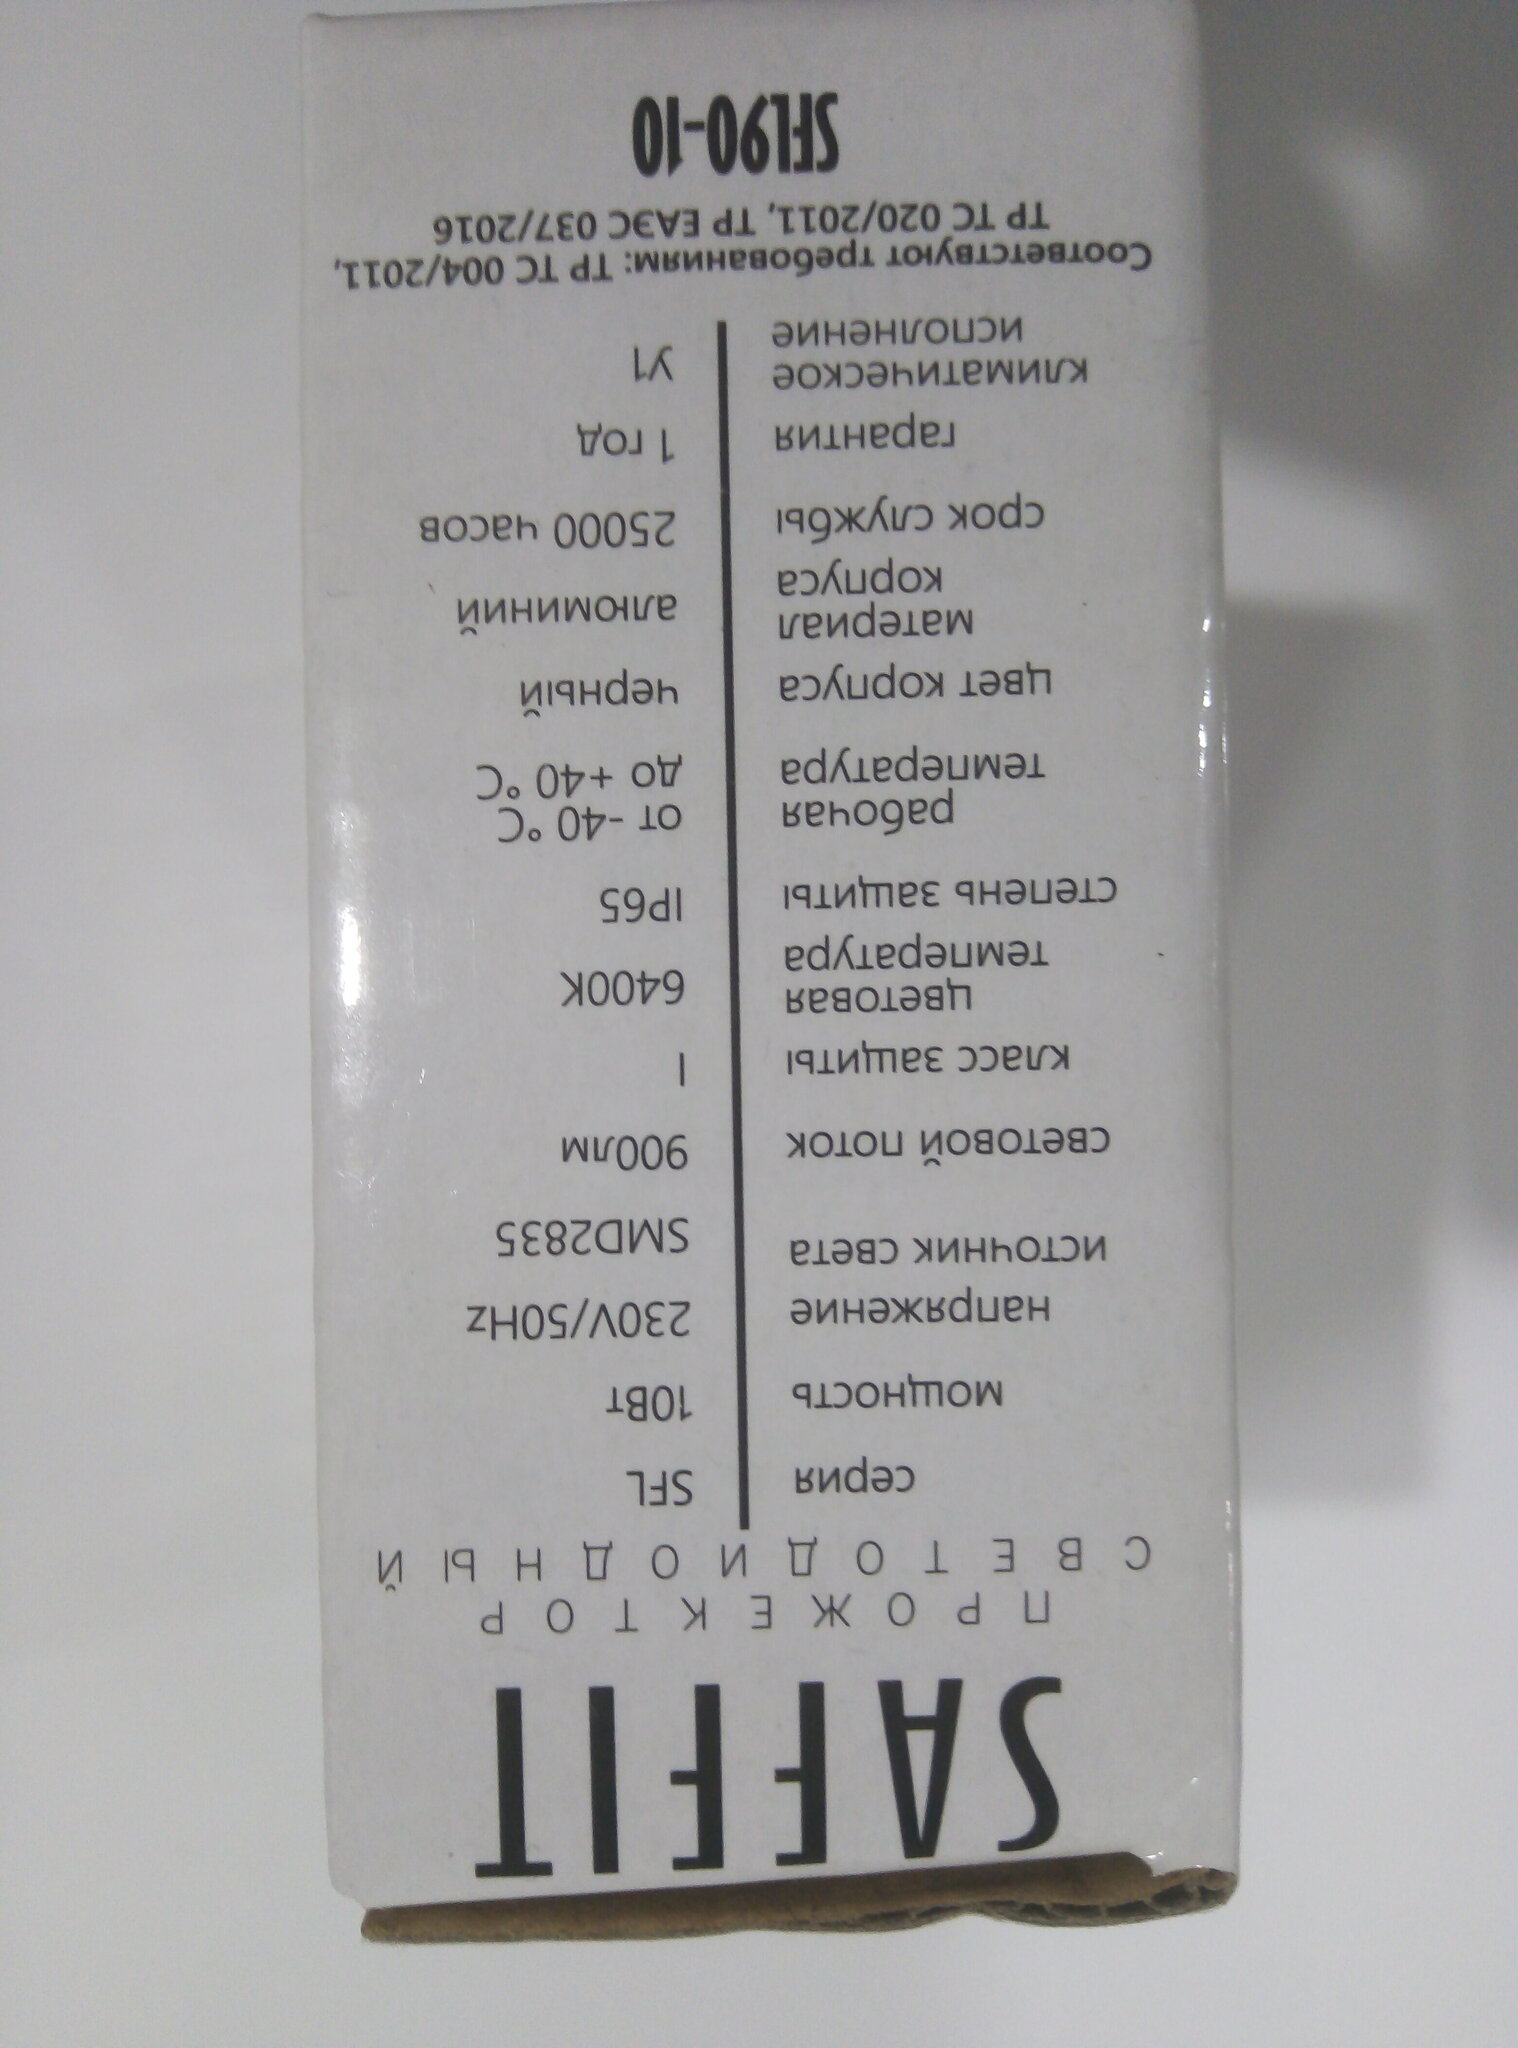 SAFFIT
ПРОЖЕКТОР
СВЕТОДИОДНЫЙ
серия SFL
мощность 10Вт
напряжение 230V/50Hz
источник света SMD2835
световой поток 900лм
класс защиты I
цветовая
температура 6400K
степень защиты IP65
рабочая от -40 °C
температура до +40 °C
цвет корпуса черный
материал
корпуса алюминий
срок службы 25000 часов
гарантия 1 год
климатическое
исполнение У1
Соответствуют требованиям: ТР ТС 004/2011,
ТР ТС 020/2011, ТР ЕАЭС 037/2016
SFL90-10